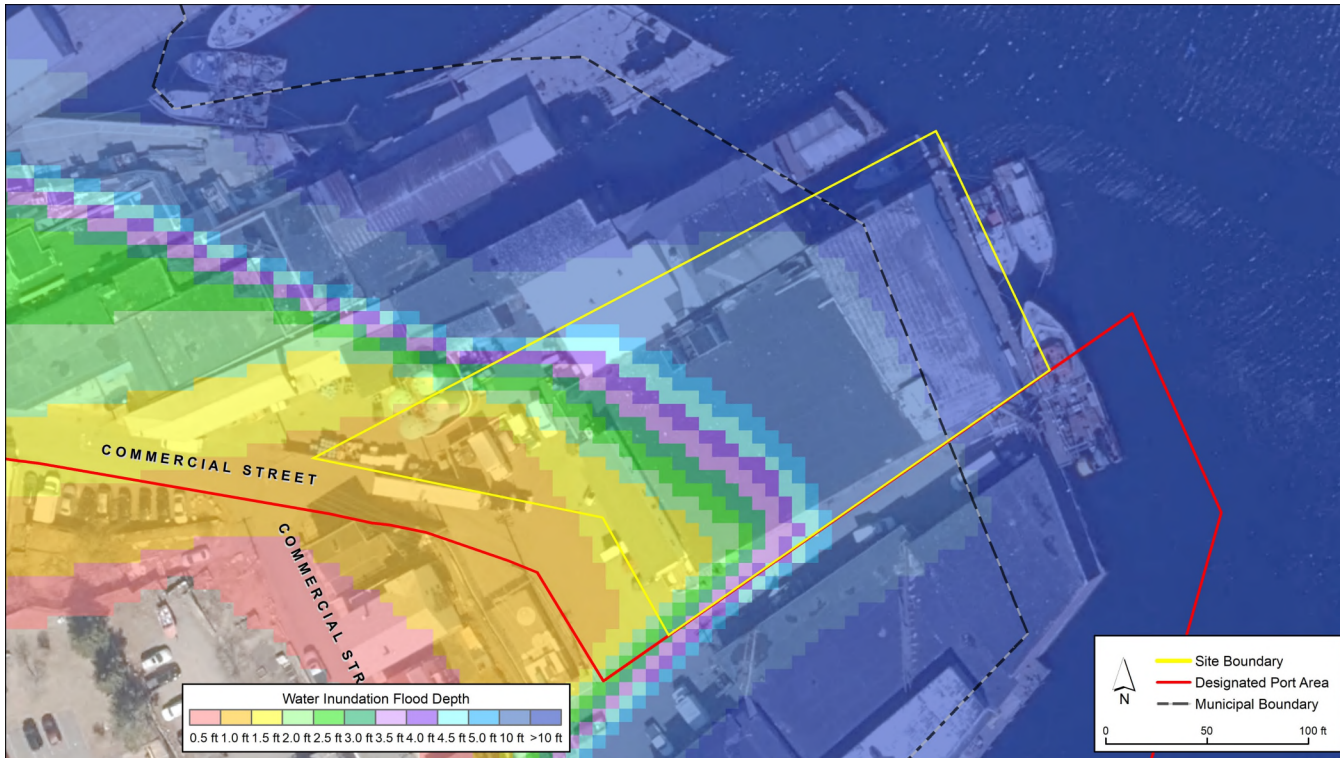 COMMERCIAL STREET
COMMERCIAL STR
Water Inundation Flood Depth
0.5 ft 1.0 ft 1.5 ft 2.0 ft 2.5 ft 3.0 ft 3.5 ft 4.0 ft 4.5 ft 5.0 ft 10 ft >10 ft
Site Boundary
Designated Port Area
Municipal Boundary
N
0 50 100 ft